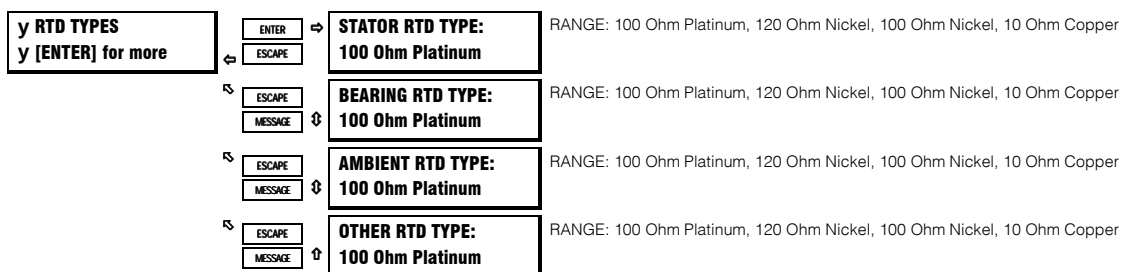 y RTD TYPES
y [ENTER] for more
ENTER
ESCAPE
STATOR RTD TYPE:
100 Ohm Platinum
RANGE: 100 Ohm Platinum, 120 Ohm Nickel, 100 Ohm Nickel, 10 Ohm Copper
ESCAPE
MESSAGE
BEARING RTD TYPE:
100 Ohm Platinum
RANGE: 100 Ohm Platinum, 120 Ohm Nickel, 100 Ohm Nickel, 10 Ohm Copper
ESCAPE
MESSAGE
AMBIENT RTD TYPE:
100 Ohm Platinum
RANGE: 100 Ohm Platinum, 120 Ohm Nickel, 100 Ohm Nickel, 10 Ohm Copper
ESCAPE
MESSAGE
OTHER RTD TYPE:
100 Ohm Platinum
RANGE: 100 Ohm Platinum, 120 Ohm Nickel, 100 Ohm Nickel, 10 Ohm Copper